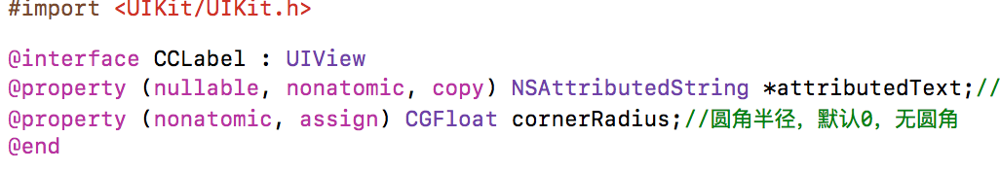 #import <UIKit/UIKit.h>
@interface CCLabel : UIView
@property (nullable, nonatomic, copy) NSAttributedString *attributedText;//
@property (nonatomic, assign) CGFloat cornerRadius;//圆角半径，默认0，无圆角
@end